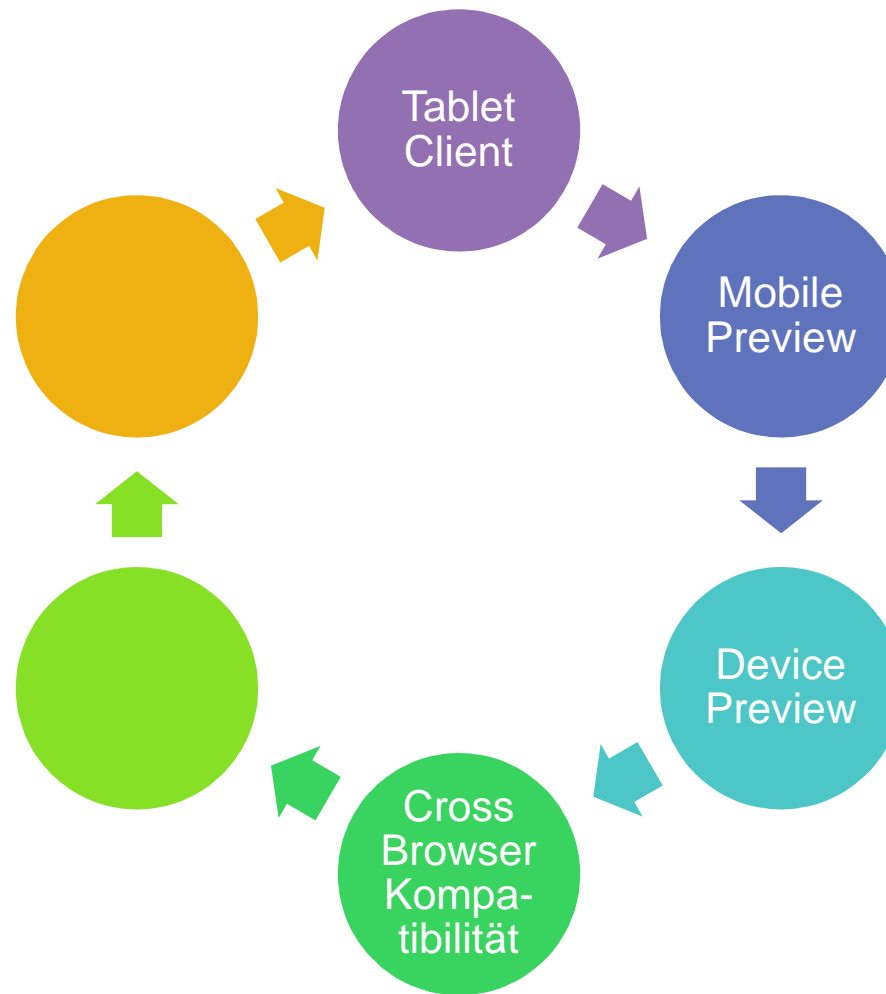 Tablet
Client
Mobile
Preview
Device
Preview
Cross
Browser
Kompa-
tibilität